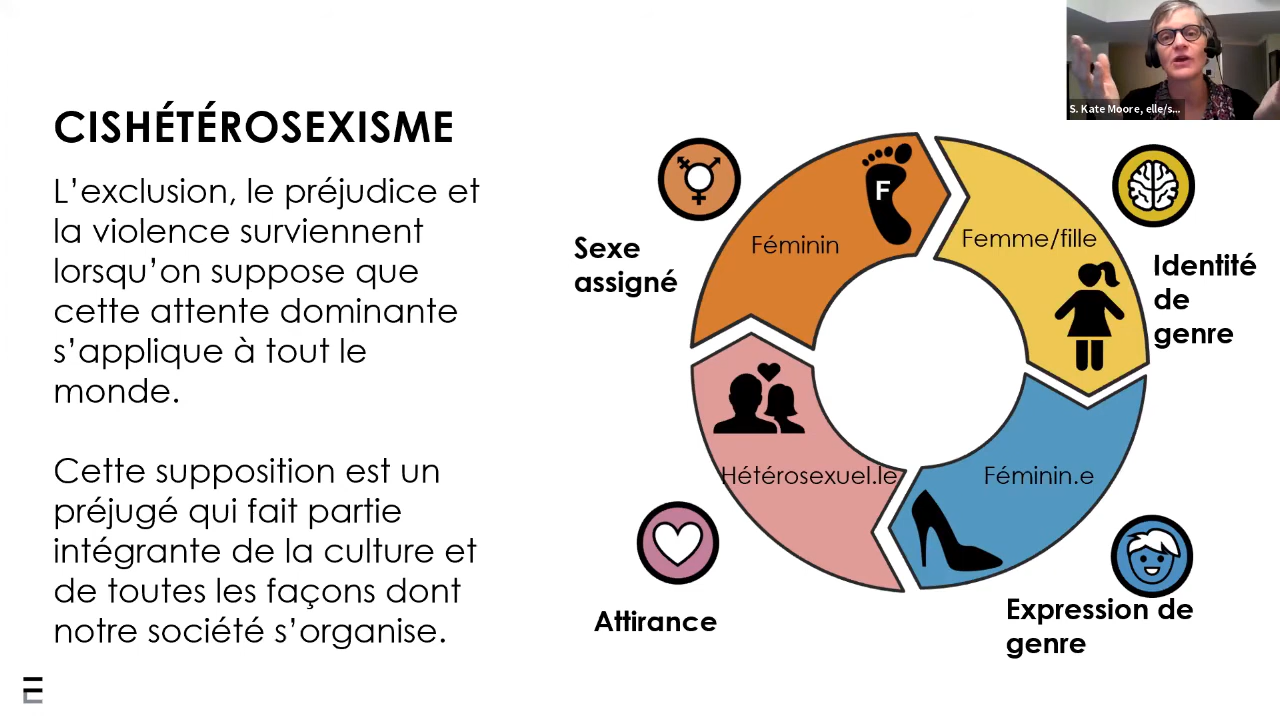 S. Kate Moore, elle/s...
CISHÉTÉROSEXISME
L’exclusion, le préjudice et
la violence surviennent
lorsqu’on suppose que
cette attente dominante
s’applique à tout le
monde.
Cette supposition est un
préjugé qui fait partie
intégrante de la culture et
de toutes les façons dont
notre société s’organise.
Sexe
assigné
Féminin
F
Femme/fille
Identité
de
genre
Hétérosexuel.le
Féminin.e
Attirance
Expression de
genre